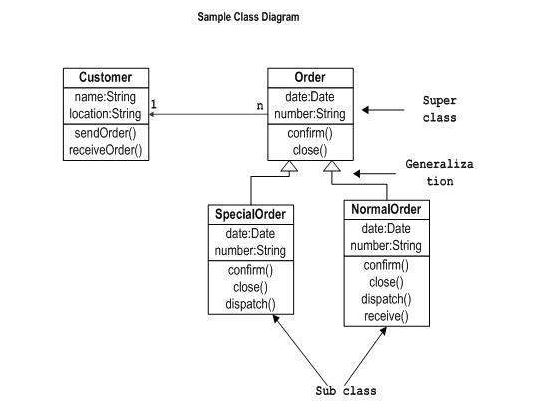 Sample Class Diagram
Customer
name:String
location:String
sendOrder()
receiveOrder()
1
n
Order
date:Date
number:String
confirm()
close()
Super
class
Generaliza
tion
SpecialOrder
date:Date
number:String
confirm()
close()
dispatch()
NormalOrder
date:Date
number:String
confirm()
close()
dispatch()
receive()
Sub class